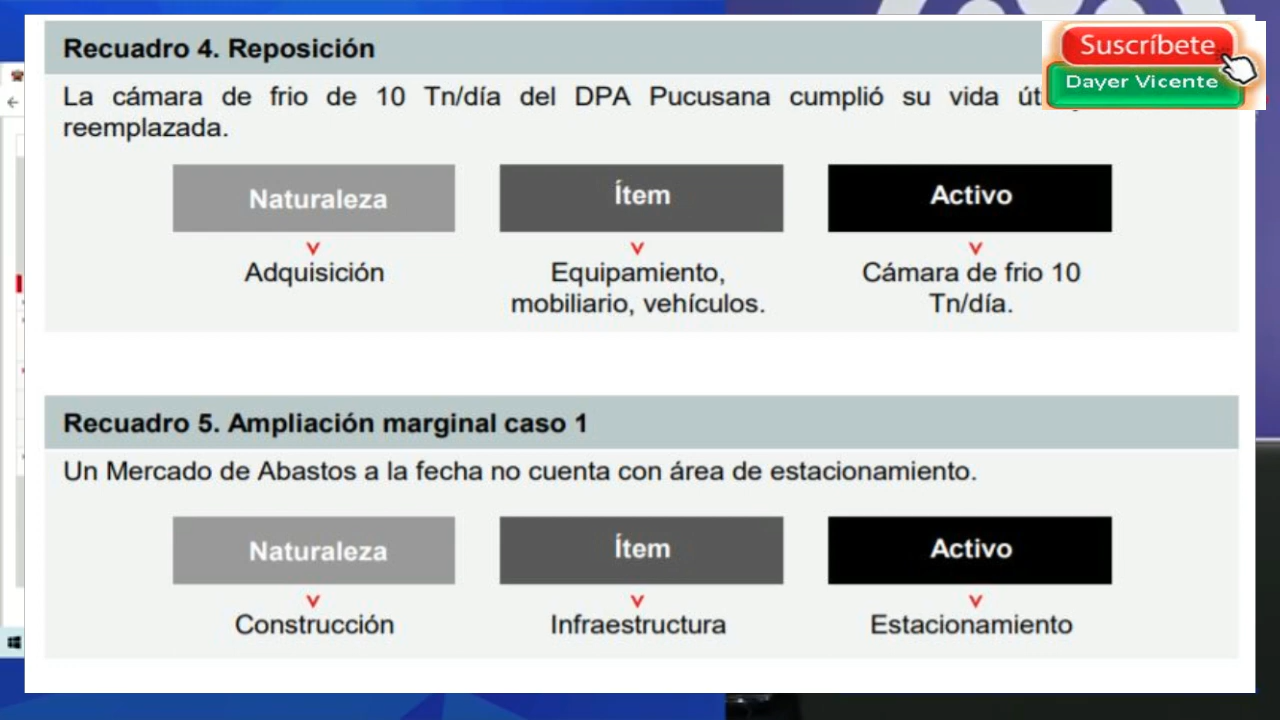 Recuadro 4. Reposición
Suscríbete
Dayer Vicente
La cámara de frio de 10 Tn/día del DPA Pucusana cumplió su vida
reemplazada.
Naturaleza Ítem Activo
Adquisición Equipamiento, Cámara de frio 10
mobiliario, vehículos. Tn/día.
Recuadro 5. Ampliación marginal caso 1
Un Mercado de Abastos a la fecha no cuenta con área de estacionamiento.
Naturaleza Ítem Activo
Construcción Infraestructura Estacionamiento